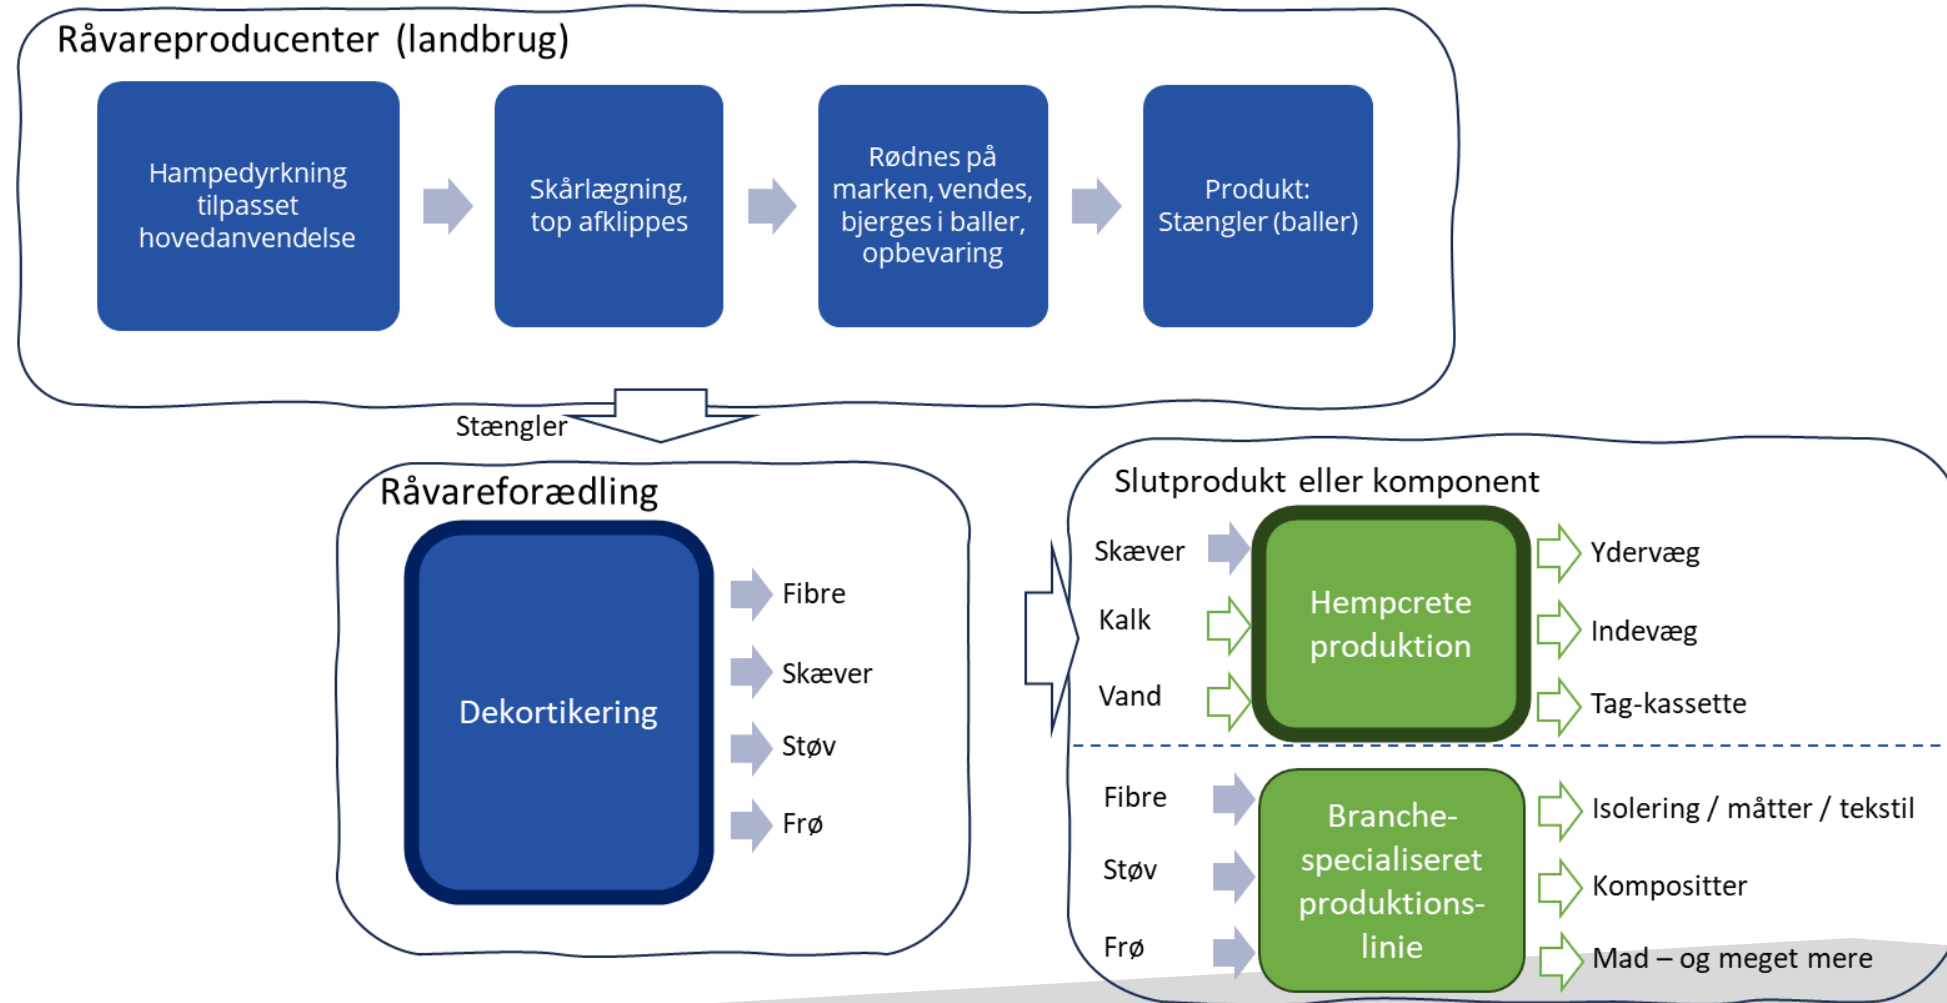 Råvareproducenter (landbrug)
Hampedyrkning
tilpasset
hovedanvendelse
Skårlægning,
top afklippes
Rødnes på
marken, vendes,
bjerges i baller,
opbevaring
Produkt:
Stængler (baller)
Stængler
Råvareforædling
Dekortikering
Fibre
Skæver
Støv
Frø
Slutprodukt eller komponent
Skæver
Kalk
Vand
Hempcrete
produktion
Ydervæg
Indevæg
Tag-kassette
Fibre
Støv
Frø
Branche-
specialiseret
produktions-
linie
Isolering / måtter / tekstil
Kompositter
Mad – og meget mere